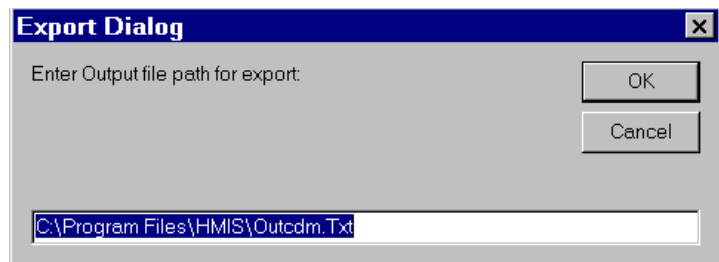 Export Dialog
Enter Output file path for export:
OK
Cancel
C:\Program Files\HMIS\Outcdm.Txt